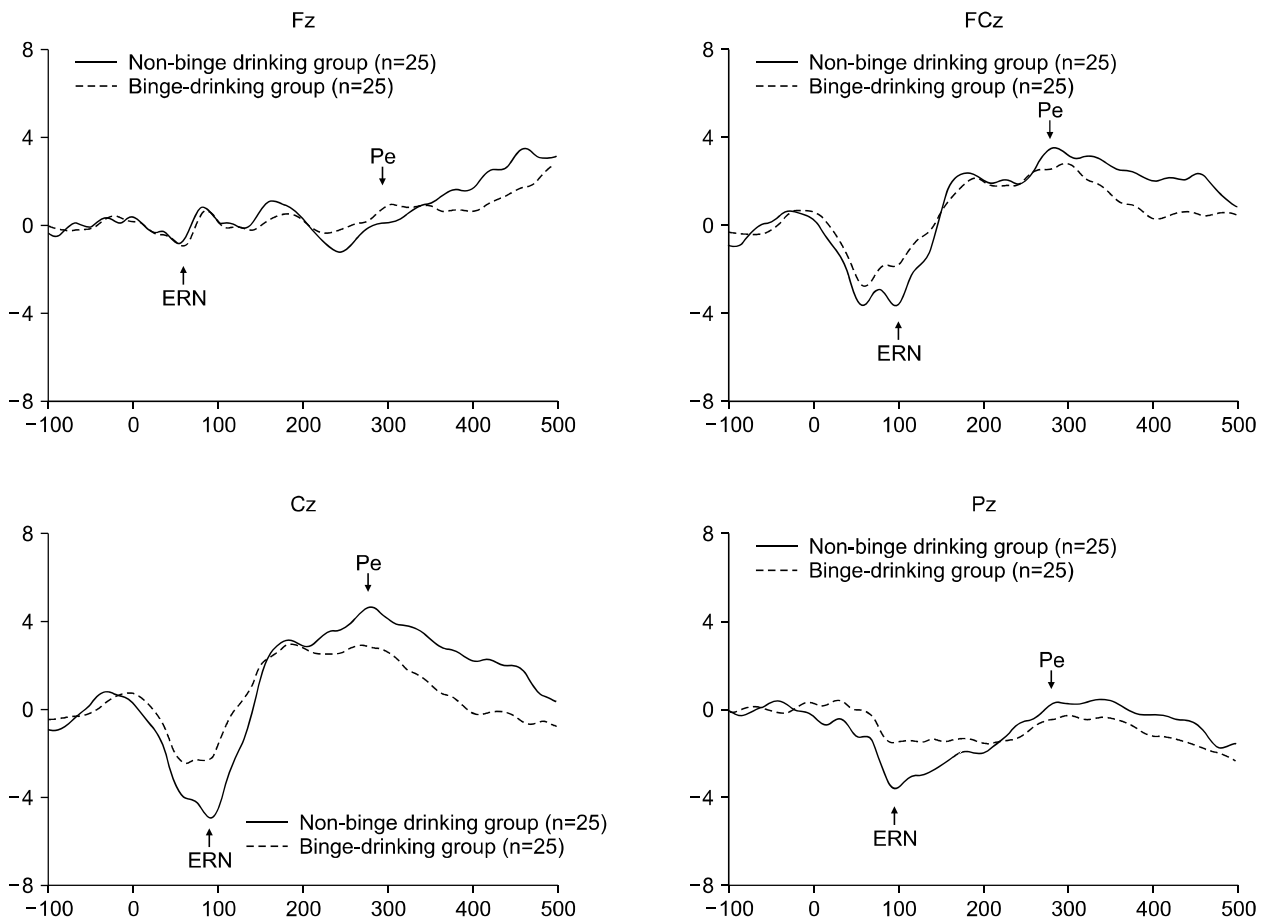 Fz
8
4
0
−4
−8
Non-binge drinking group (n=25)
Binge-drinking group (n=25)
Pe
ERN
−100 0 100 200 300 400 500
FCz
8
4
0
−4
−8
Non-binge drinking group (n=25)
Binge-drinking group (n=25)
Pe
ERN
−100 0 100 200 300 400 500
Cz
8
4
0
−4
−8
Pe
Non-binge drinking group (n=25)
Binge-drinking group (n=25)
ERN
−100 0 100 200 300 400 500
Pz
8
4
0
−4
−8
Non-binge drinking group (n=25)
Binge-drinking group (n=25)
Pe
ERN
−100 0 100 200 300 400 500